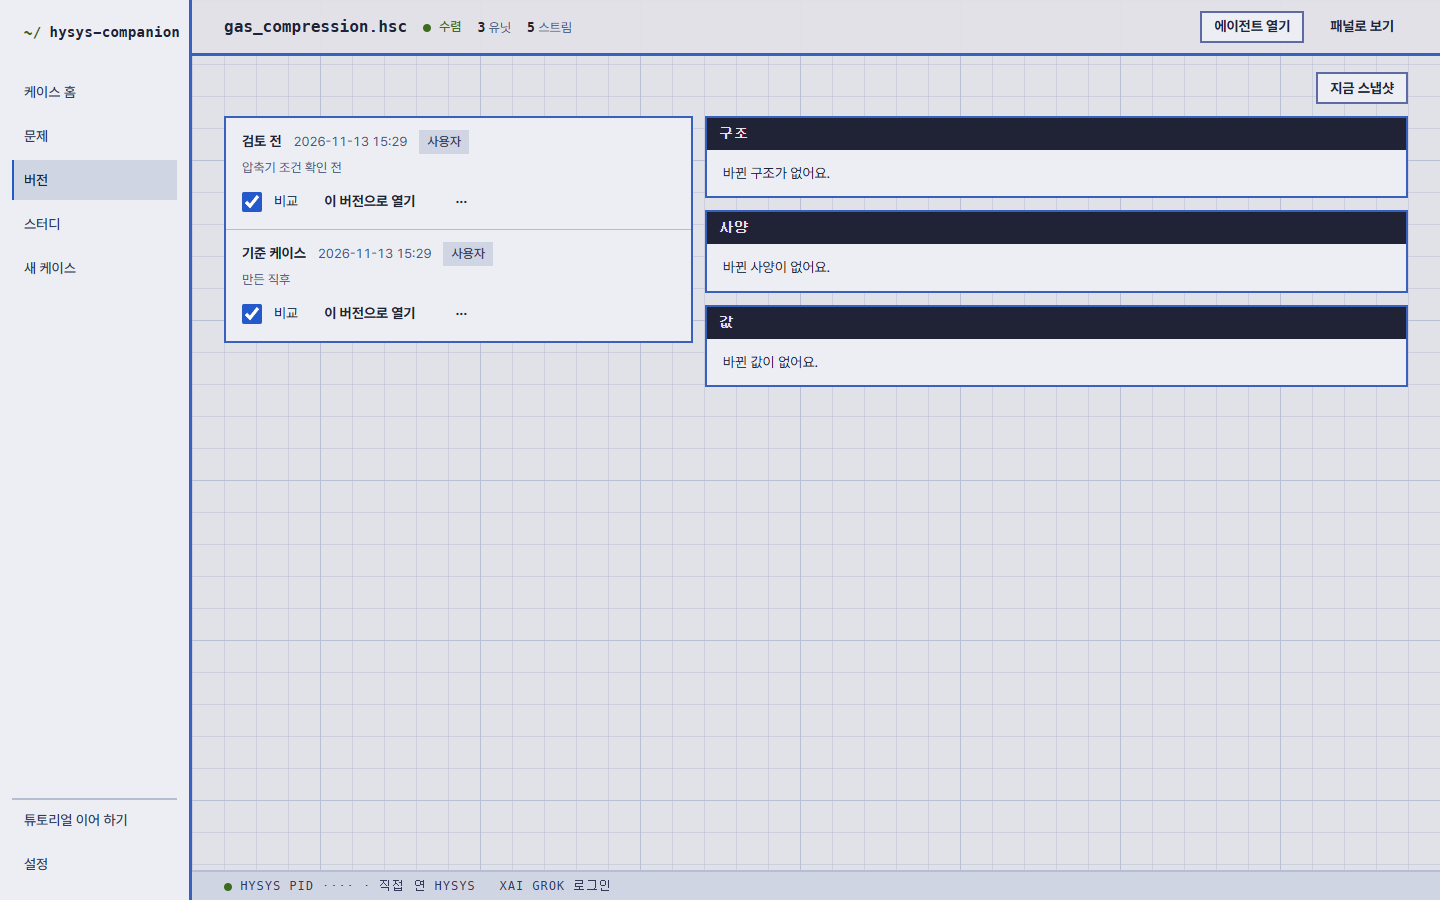 ~/ hysys-companion
케이스 홈
문제
버전
스터디
새 케이스
튜토리얼 이어 하기
설정
gas_compression.hsc 수렴 3 유닛 5 스트림
에이전트 열기 패널로 보기
지금 스냅샷
검토 전 2026-11-13 15:29 사용자
압축기 조건 확인 전
비교 이 버전으로 열기 ···
기준 케이스 2026-11-13 15:29 사용자
만든 직후
비교 이 버전으로 열기 ···
구조
바뀐 구조가 없어요.
사양
바뀐 사양이 없어요.
값
바뀐 값이 없어요.
HYSYS PID ···· · 직접 연 HYSYS XAI GROK 로그인